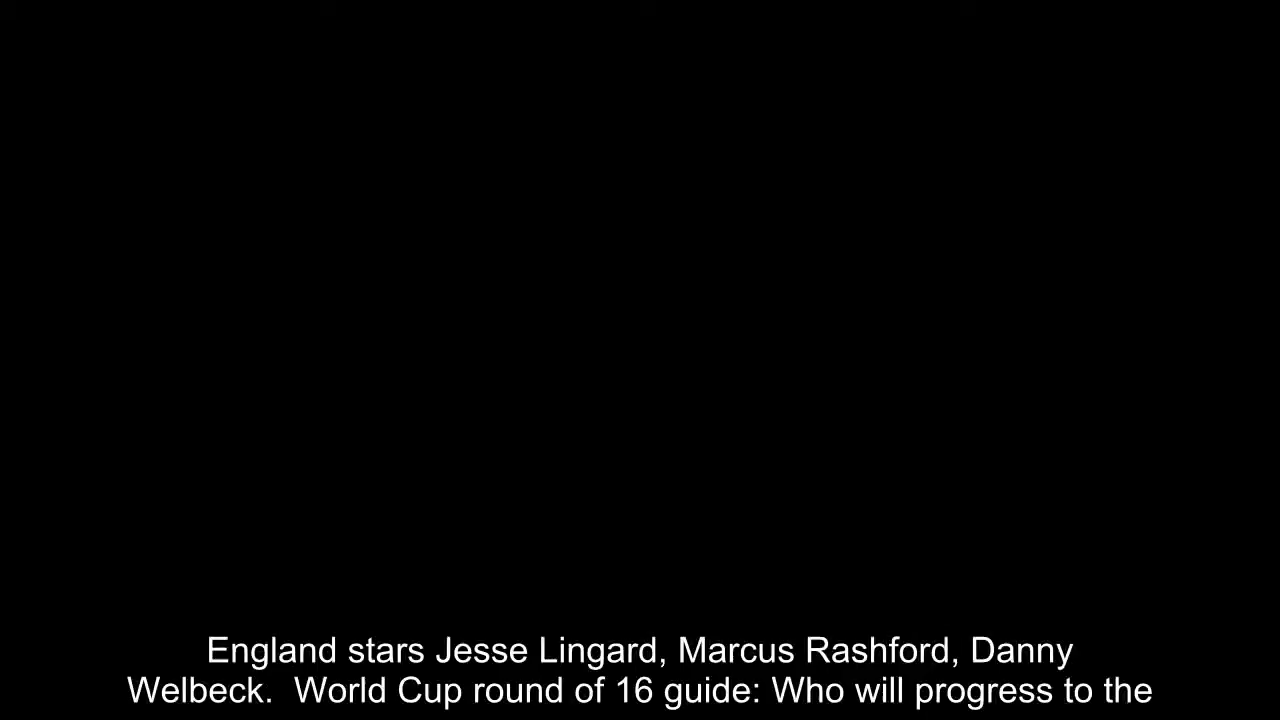 England stars Jesse Lingard, Marcus Rashford, Danny
Welbeck.  World Cup round of 16 guide: Who will progress to the